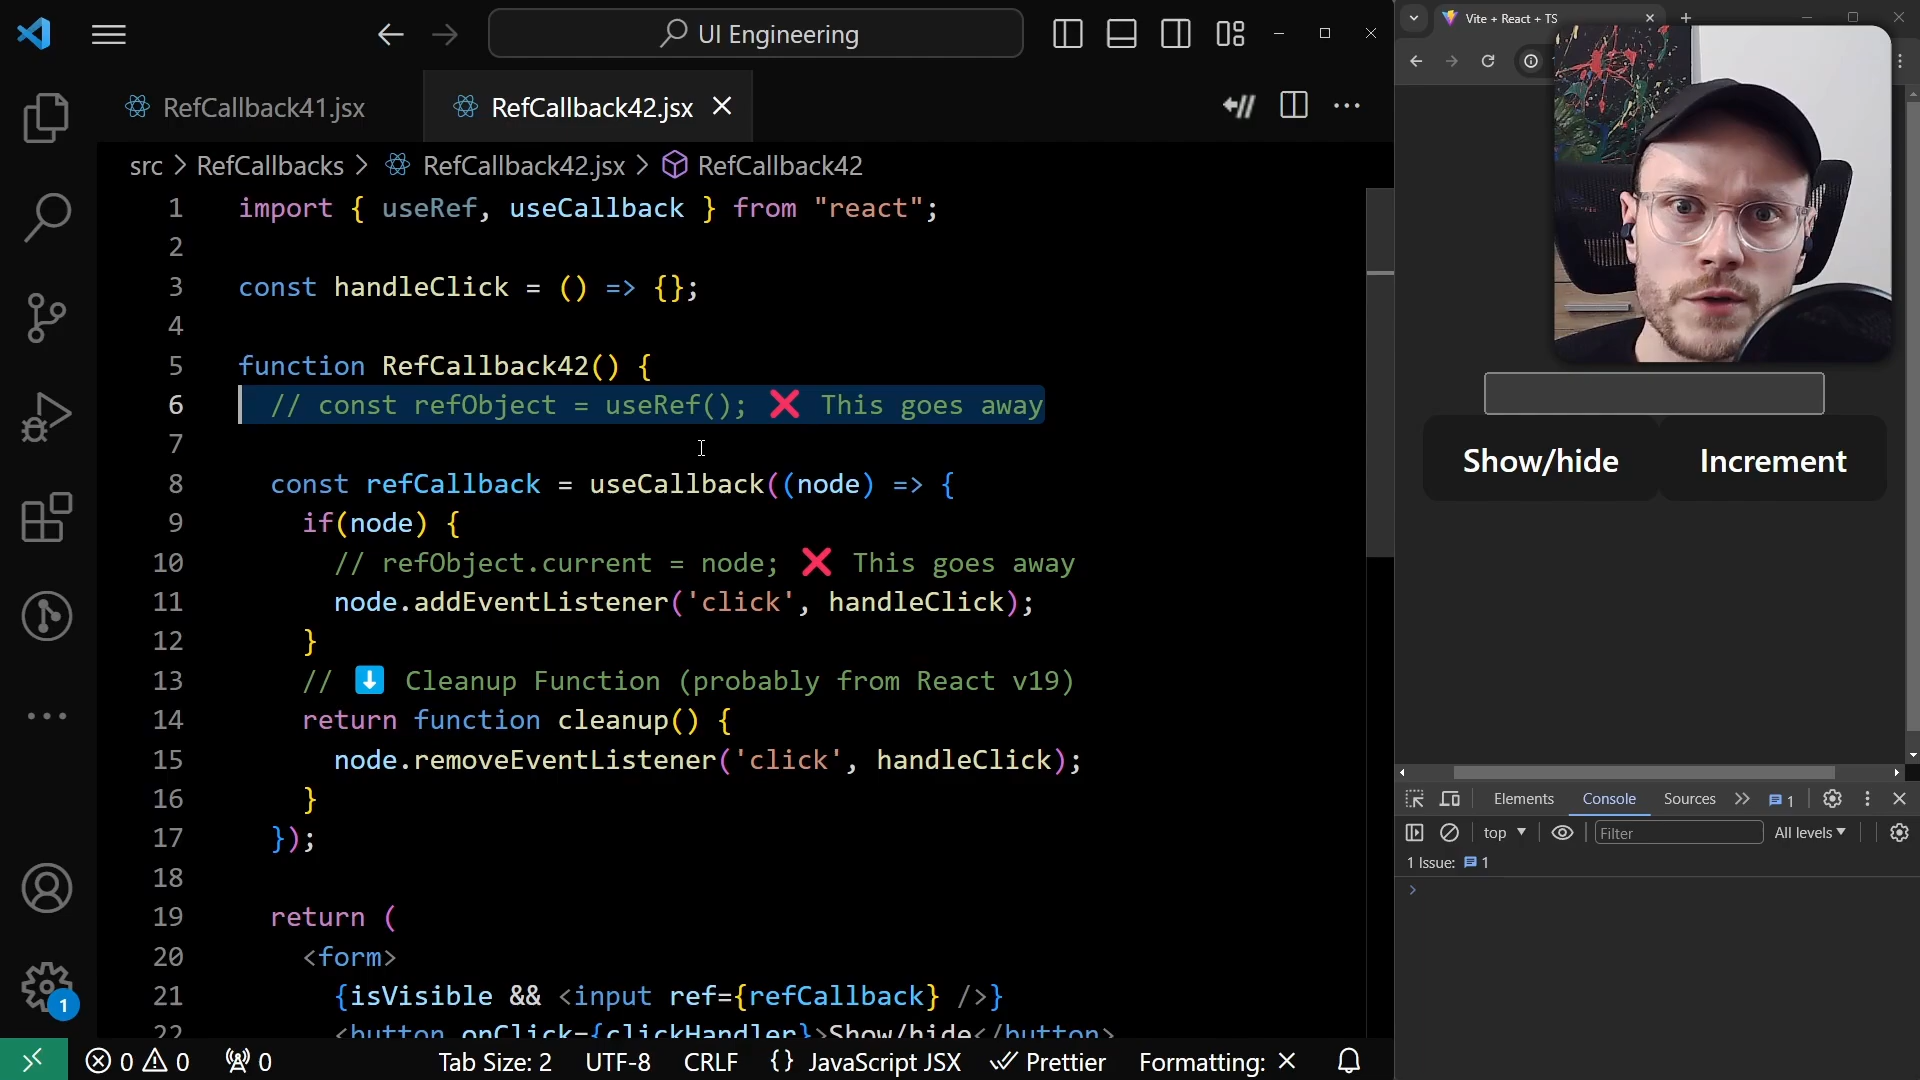 UI Engineering
RefCallback41.jsx
RefCallback42.jsx
src > RefCallbacks > RefCallback42.jsx > RefCallback42
1 import { useRef, useCallback } from "react";
2
3 const handleClick = () => {};
4
5 function RefCallback42() {
6 // const refObject = useRef(); ❌ This goes away
7
8 const refCallback = useCallback((node) => {
9 if(node) {
10 // refObject.current = node; ❌ This goes away
11 node.addEventListener('click', handleClick);
12 }
13 // ⬇️ Cleanup Function (probably from React v19)
14 return function cleanup() {
15 node.removeEventListener('click', handleClick);
16 }
17 });
18
19 return (
20 <form>
21 {isVisible && <input ref={refCallback} />}
22 <button onClick={clickHandler}>Show/hide</button>
1
0 0 0
Tab Size: 2 UTF-8 CRLF {} JavaScript JSX Prettier Formatting: ×
Vite + React + TS
Show/hide
Increment
Elements Console Sources 1
top Filter All levels
1 Issue: 1